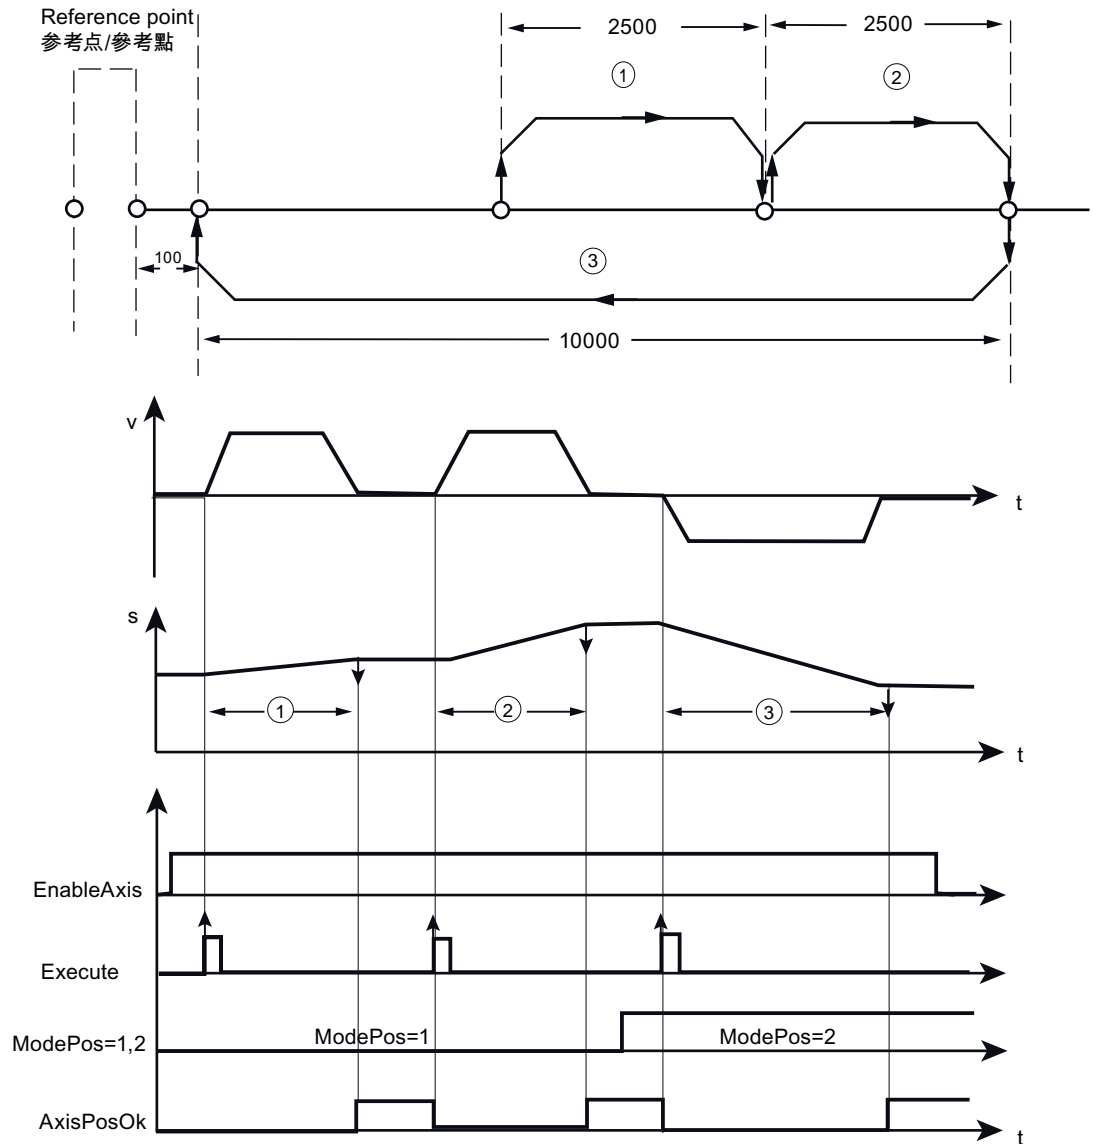 Reference point
参考点/參考點
2500
2500
①
②
100
③
10000
v
t
s
①
②
③
t
EnableAxis
Execute
ModePos=1,2
ModePos=1
ModePos=2
AxisPosOk
t